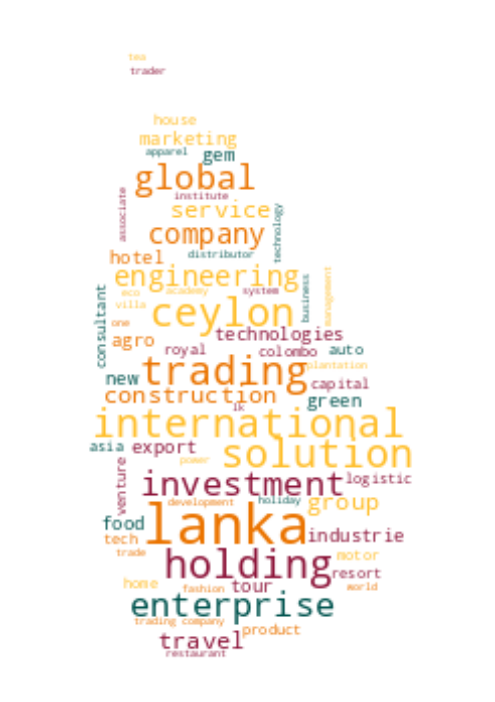 tea
trader
house
marketing
apparel
gem
global
associate
institute
service
technology
company
distributor
hotel
engineering
eco
academy
system
business
management
villa
ceylon
consultant
one
technologies
agro
royal
colombo
auto
trading
plantation
new
capital
construction
green
lk
international
asia
export
solution
power
venture
investment
logistic
development
holiday
group
food
lanka
tech
industrie
trade
holding
motor
resort
home
fashion
tour
world
enterprise
trading company
product
travel
restaurant